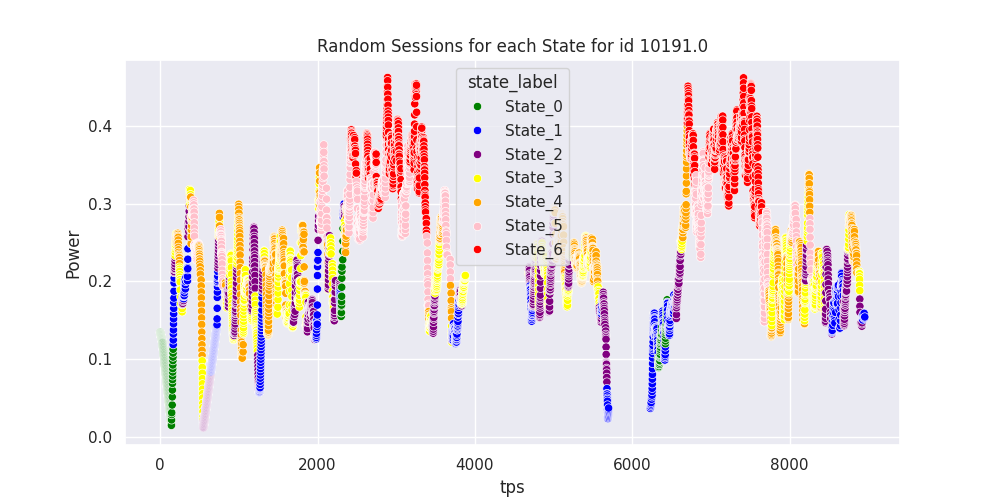 Random Sessions for each State for id 10191.0
state_label
State_0
State_1
State_2
State_3
State_4
State_5
State_6
Power
0.4
0.3
0.2
0.1
0.0
0
2000
4000
6000
8000
tps